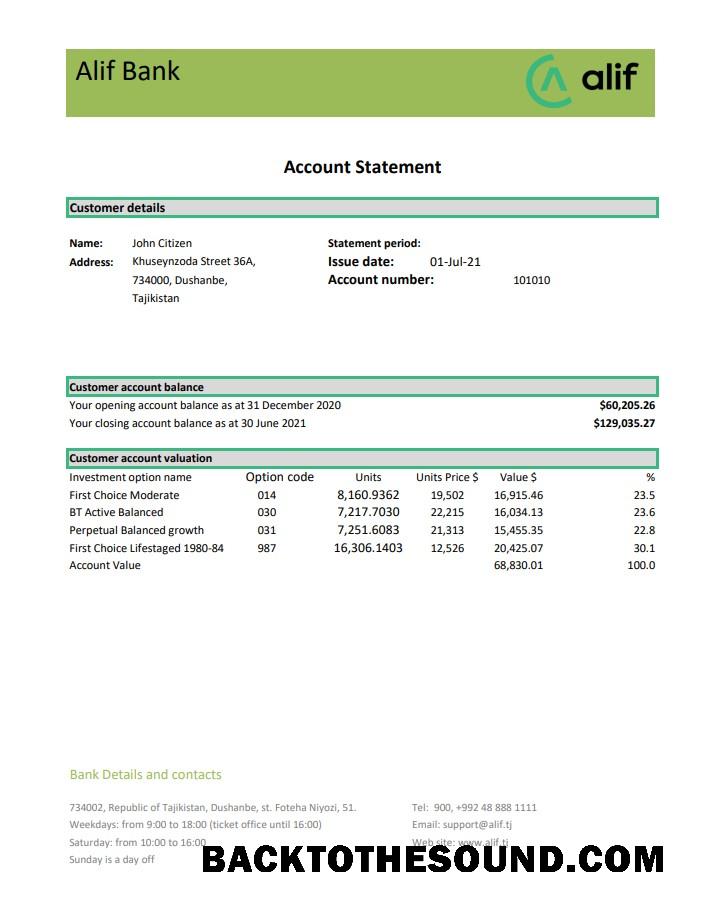 Alif Bank
alif
Account Statement
Customer details
Name: John Citizen Statement period:
Address: Khuseynzoda Street 36A, Issue date: 01-Jul-21
734000, Dushanbe, Account number: 101010
Tajikistan
Customer account balance
Your opening account balance as at 31 December 2020 $60,205.26
Your closing account balance as at 30 June 2021 $129,035.27
Customer account valuation
Investment option name Option code Units Units Price $ Value $ %
First Choice Moderate 014 8,160.9362 19,502 16,915.46 23.5
BT Active Balanced 030 7,217.7030 22,215 16,034.13 23.6
Perpetual Balanced growth 031 7,251.6083 21,313 15,455.35 22.8
First Choice Lifestaged 1980-84 987 16,306.1403 12,526 20,425.07 30.1
Account Value 68,830.01 100.0
Bank Details and contacts
734002, Republic of Tajikistan, Dushanbe, st. Foteha Niyozi, 51. Tel: 900, +992 48 888 1111
Weekdays: from 9:00 to 18:00 (ticket office until 16:00) Email: support@alif.tj
Saturday: from 10:00 to 16:00 Web site: www.alif.tj
Sunday is a day off
BACKTOTHESOUND.COM